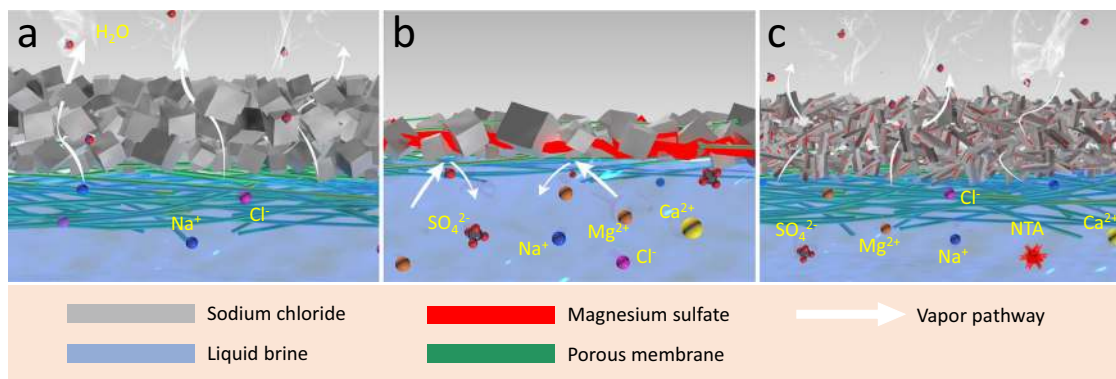 a
H₂O
Na⁺
Cl⁻
b
SO₄²⁻
Na⁺
Mg²⁺
Ca²⁺
Cl⁻
c
SO₄²⁻
Mg²⁺
Cl⁻
Na⁺
NTA
Ca²⁺
Sodium chloride
Magnesium sulfate
Vapor pathway
Liquid brine
Porous membrane